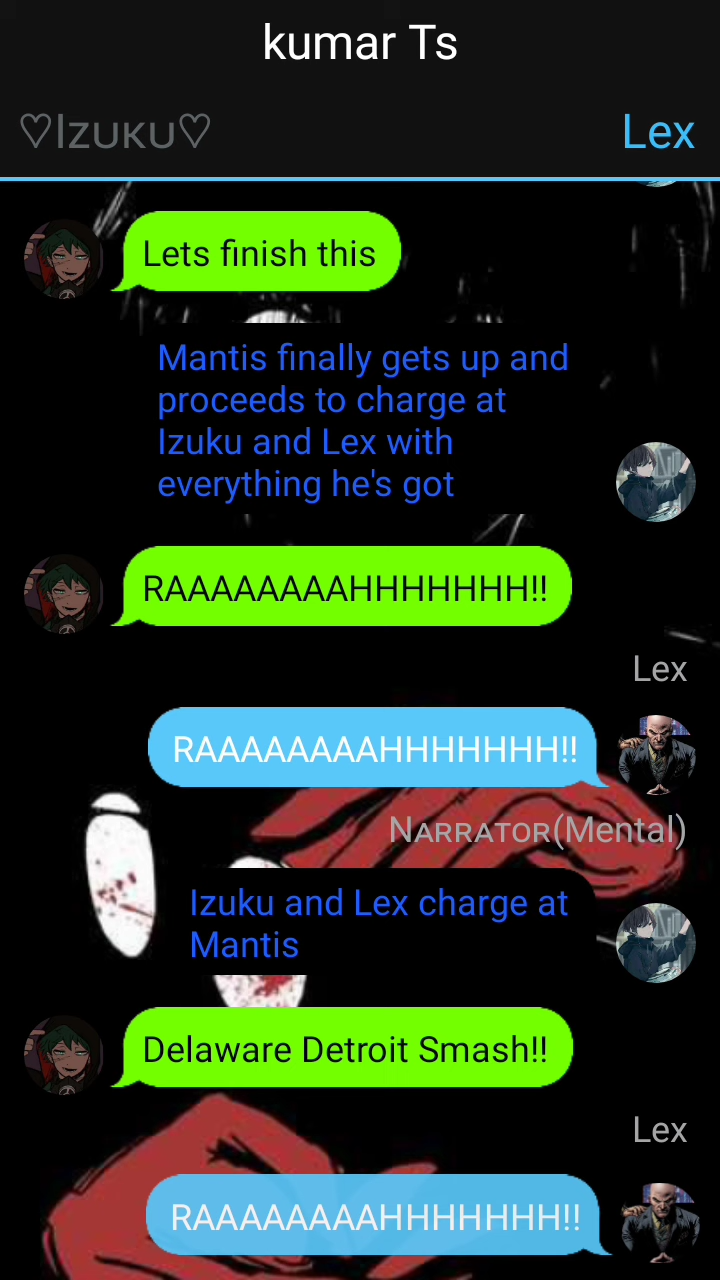 kumar Ts
♡Izuku♡
Lex
Lets finish this
Mantis finally gets up and
proceeds to charge at
Izuku and Lex with
everything he's got
RAAAAAAAAHHHHHHH!!
Lex
RAAAAAAAAHHHHHHH!!
Narrator(Mental)
Izuku and Lex charge at
Mantis
Delaware Detroit Smash!!
Lex
RAAAAAAAAHHHHHHH!!